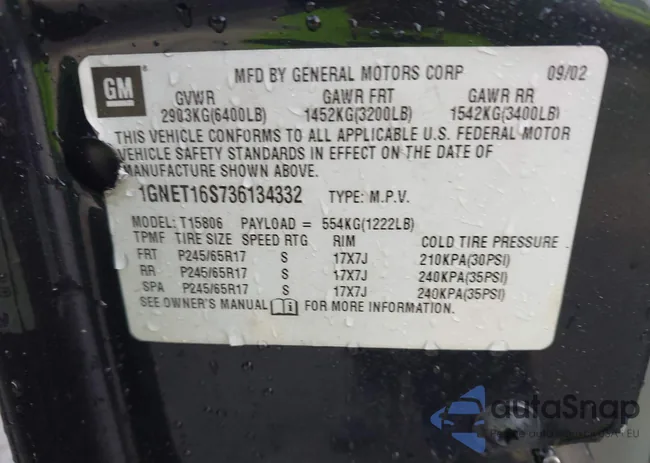 GM
MFD BY GENERAL MOTORS CORP 09/02
GVWR GAWR FRT GAWR RR
2903KG(6400LB) 1452KG(3200LB) 1542KG(3400LB)
THIS VEHICLE CONFORMS TO ALL APPLICABLE U.S. FEDERAL MOTOR
VEHICLE SAFETY STANDARDS IN EFFECT ON THE DATE OF
MANUFACTURE SHOWN ABOVE.
1GNET16S736134332 TYPE: M.P.V.
MODEL: T15806 PAYLOAD = 554KG(1222LB)
TPMF TIRE SIZE SPEED RTG RIM COLD TIRE PRESSURE
FRT P245/65R17 S 17X7J 210KPA(30PSI)
RR P245/65R17 S 17X7J 240KPA(35PSI)
SPA P245/65R17 S 17X7J 240KPA(35PSI)
SEE OWNER'S MANUAL FOR MORE INFORMATION.
autoSnap